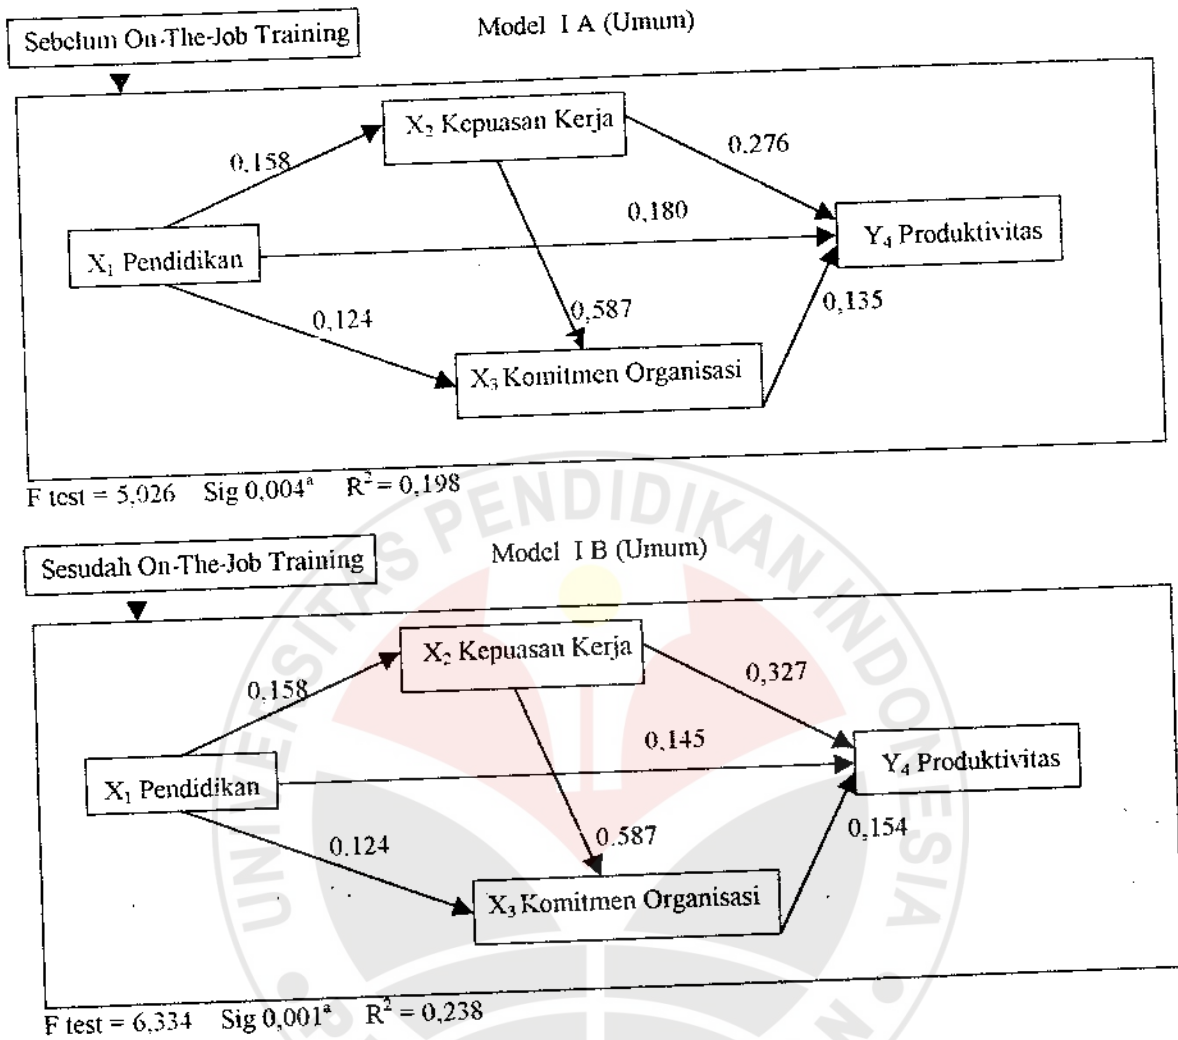 Sebelum On-The-Job Training
Model I A (Umum)
X₂ Kepuasan Kerja
0,158
0.276
0,180
X₁ Pendidikan
Y₄ Produktivitas
0,124
0,587
0,135
X₃ Komitmen Organisasi
F test = 5,026 Sig 0,004ᵃ R² = 0,198
Sesudah On-The-Job Training
Model I B (Umum)
X₂ Kepuasan Kerja
0,158
0,327
0,145
X₁ Pendidikan
Y₄ Produktivitas
0.124
0.587
0,154
X₃ Komitmen Organisasi
F test = 6,334 Sig 0,001ᵃ R² = 0,238
UNIVERSITAS PENDIDIKAN INDONESIA